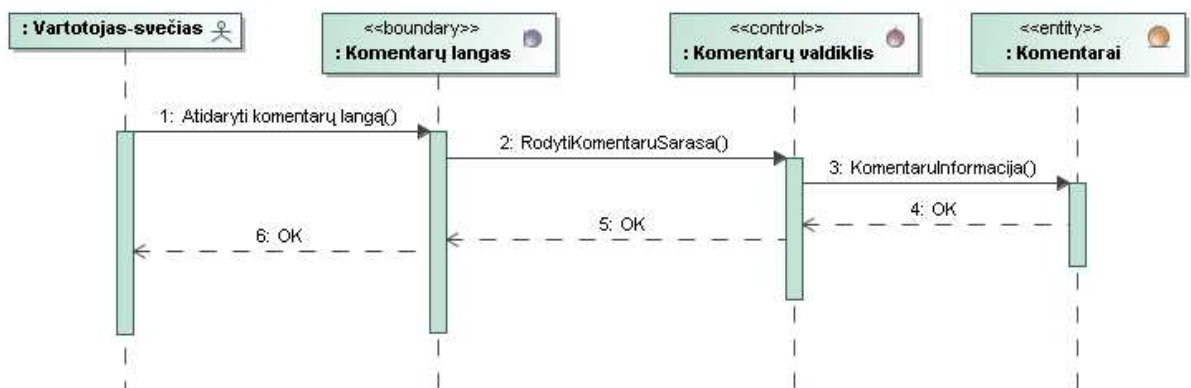 : Vartotojas-svečias
<<boundary>>
: Komentarų langas
<<control>>
: Komentarų valdiklis
<<entity>>
: Komentarai
1: Atidaryti komentarų langą()
2: RodytiKomentaruSarasa()
3: KomentaruInformacija()
4: OK
5: OK
6: OK